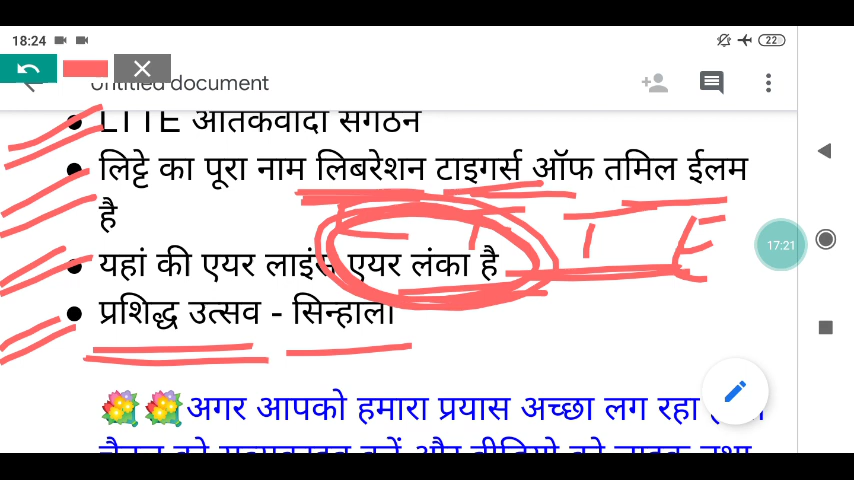 18:24
22
Untitled document
LTTE आतंकवादी संगठन
लिट्टे का पूरा नाम लिबरेशन टाइगर्स ऑफ तमिल ईलम
है
L T T E
यहां की एयर लाइंस एयर लंका है
17:21
प्रशिद्ध उत्सव - सिन्हाली
अगर आपको हमारा प्रयास अच्छा लग रहा